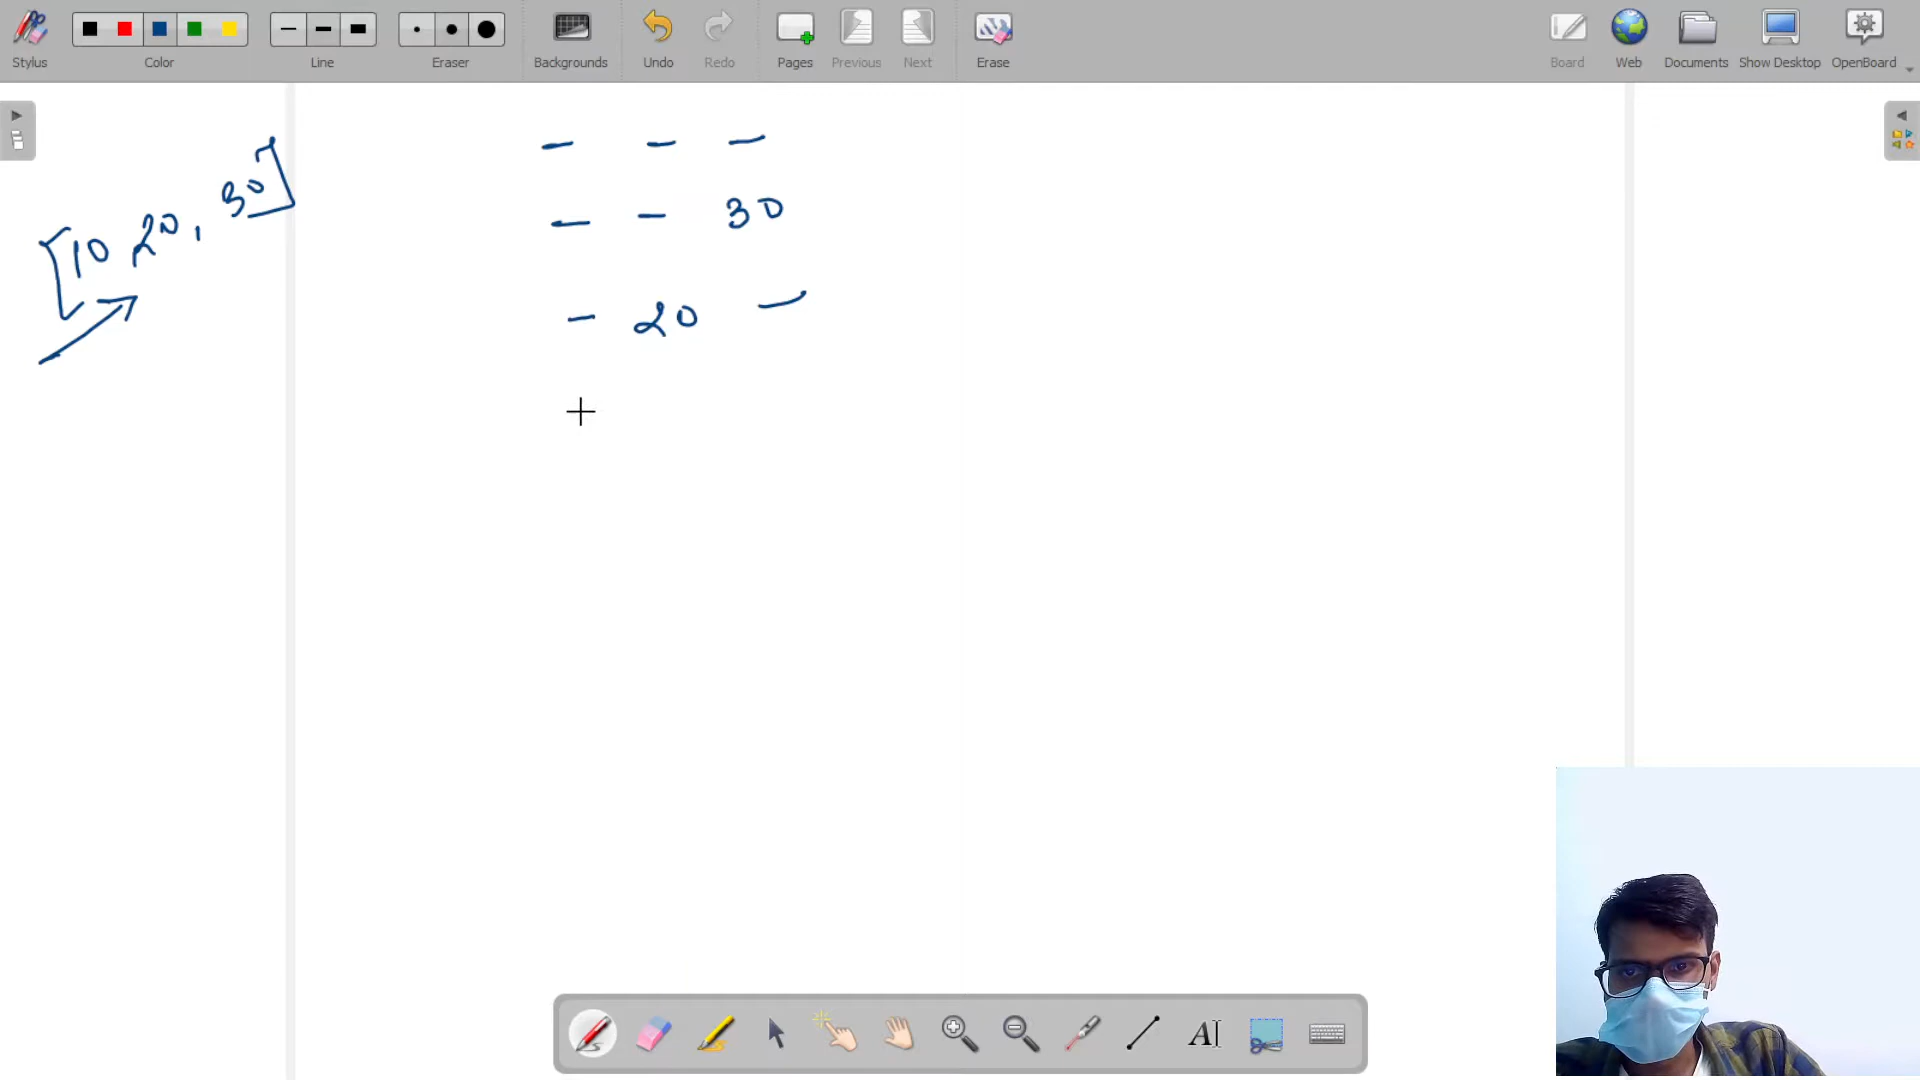 Stylus Color Line Eraser Backgrounds Undo Redo Pages Previous Next Erase Board Web Documents Show Desktop OpenBoard
[10 20, 30]
- - -
- - 30
- 20 -
A